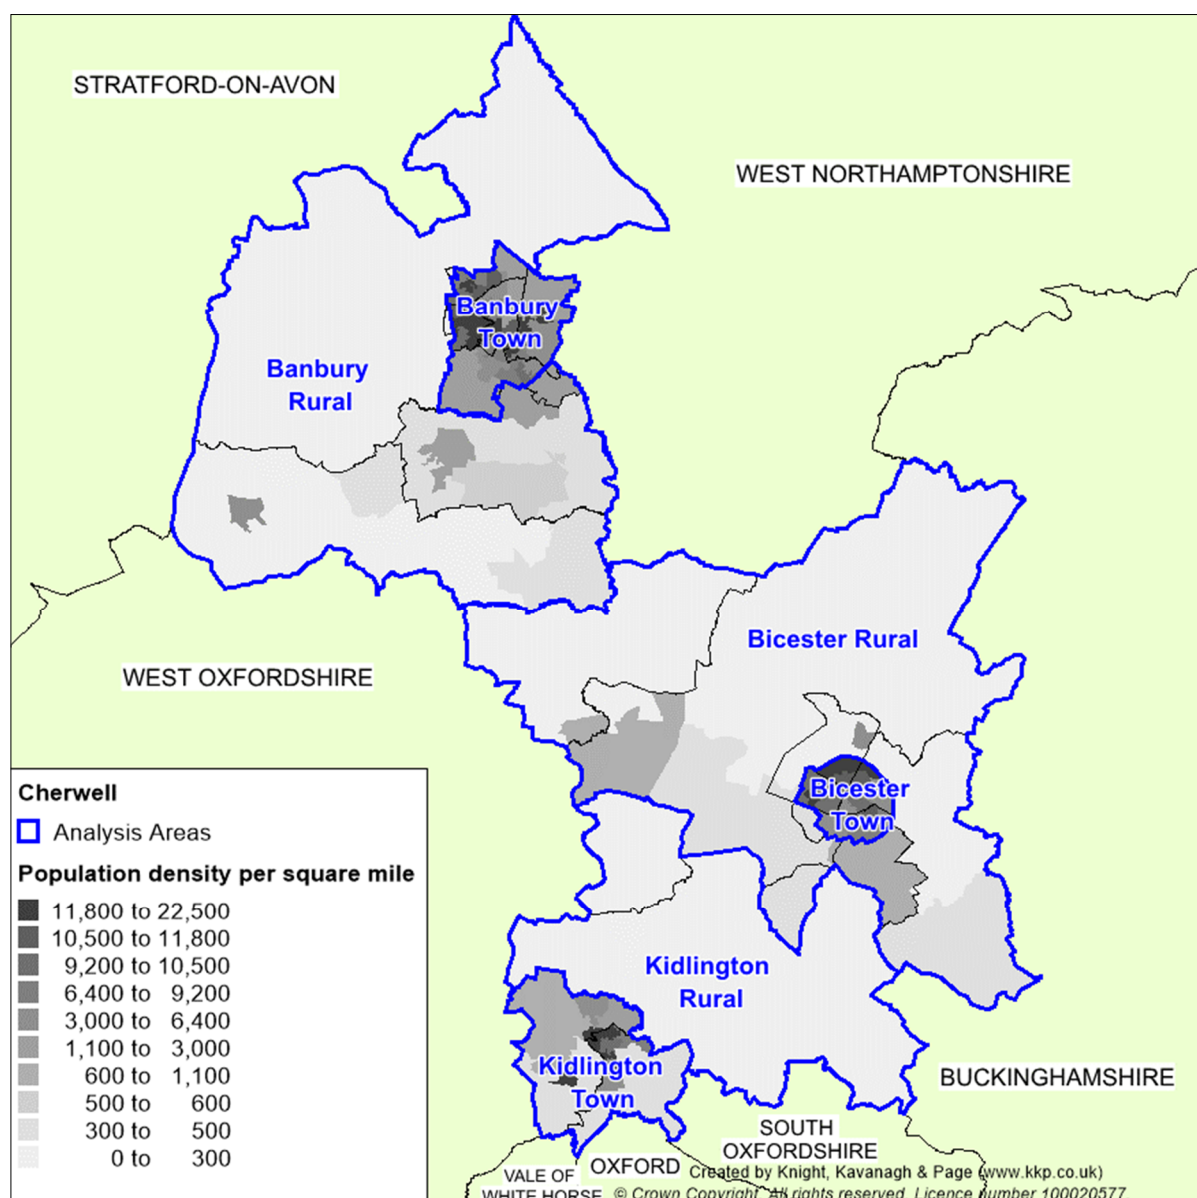 STRATFORD-ON-AVON
WEST NORTHAMPTONSHIRE
Banbury
Town
Banbury
Rural
Bicester Rural
WEST OXFORDSHIRE
Bicester
Town
Cherwell
Analysis Areas
Population density per square mile
11,800 to 22,500
10,500 to 11,800
9,200 to 10,500
6,400 to 9,200
3,000 to 6,400
1,100 to 3,000
600 to 1,100
500 to 600
300 to 500
0 to 300
Kidlington
Rural
Kidlington
Town
BUCKINGHAMSHIRE
SOUTH
OXFORDSHIRE
OXFORD
VALE OF
WHITE HORSE
Created by Knight, Kavanagh & Page (www.kkp.co.uk)
© Crown Copyright. All rights reserved. Licence number 100020577